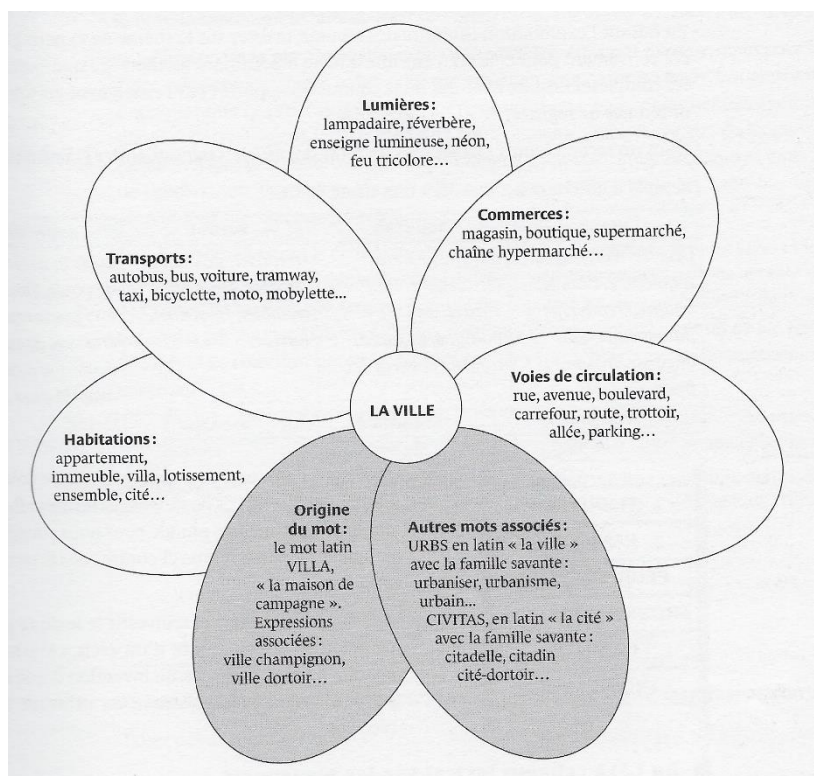 Lumières :
lampadaire, réverbère,
enseigne lumineuse, néon,
feu tricolore...
Commerces :
magasin, boutique, supermarché,
chaîne hypermarché...
Transports :
autobus, bus, voiture, tramway,
taxi, bicyclette, moto, mobylette...
Voies de circulation :
rue, avenue, boulevard,
carrefour, route, trottoir,
allée, parking...
LA VILLE
Habitations :
appartement,
immeuble, villa, lotissement,
ensemble, cité...
Origine
du mot :
le mot latin
VILLA,
« la maison de
campagne ».
Expressions
associées :
ville champignon,
ville dortoir...
Autres mots associés :
URBS en latin « la ville »
avec la famille savante :
urbaniser, urbanisme,
urbain...
CIVITAS, en latin « la cité »
avec la famille savante :
citadelle, citadin
cité-dortoir...